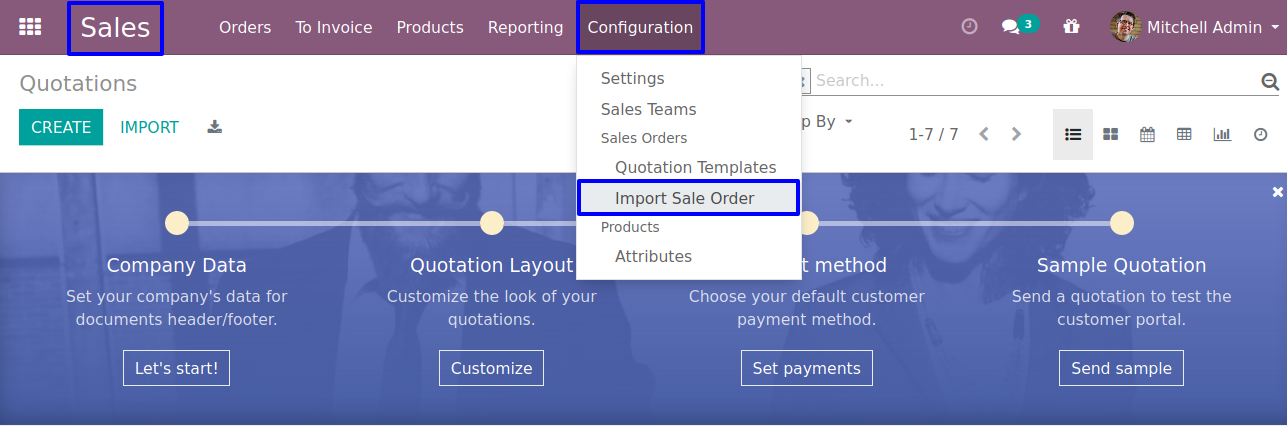 Sales Orders To Invoice Products Reporting Configuration 3 Mitchell Admin
Quotations
Search...
CREATE IMPORT
p By
1-7 / 7
Settings
Sales Teams
Sales Orders
Quotation Templates
Import Sale Order
Products
Attributes
Company Data
Set your company's data for
documents header/footer.
Let's start!
Quotation Layout
Customize the look of your
quotations.
Customize
t method
Choose your default customer
payment method.
Set payments
Sample Quotation
Send a quotation to test the
customer portal.
Send sample